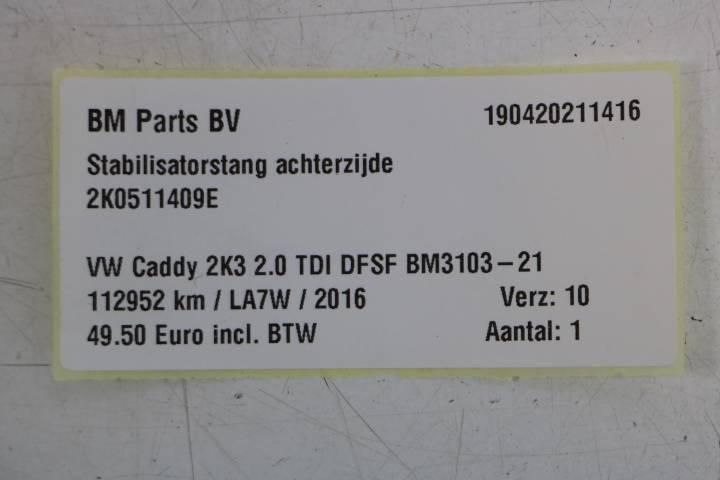 BM Parts BV 190420211416
Stabilisatorstang achterzijde
2K0511409E
VW Caddy 2K3 2.0 TDI DFSF BM3103-21
112952 km / LA7W / 2016 Verz: 10
49.50 Euro incl. BTW Aantal: 1